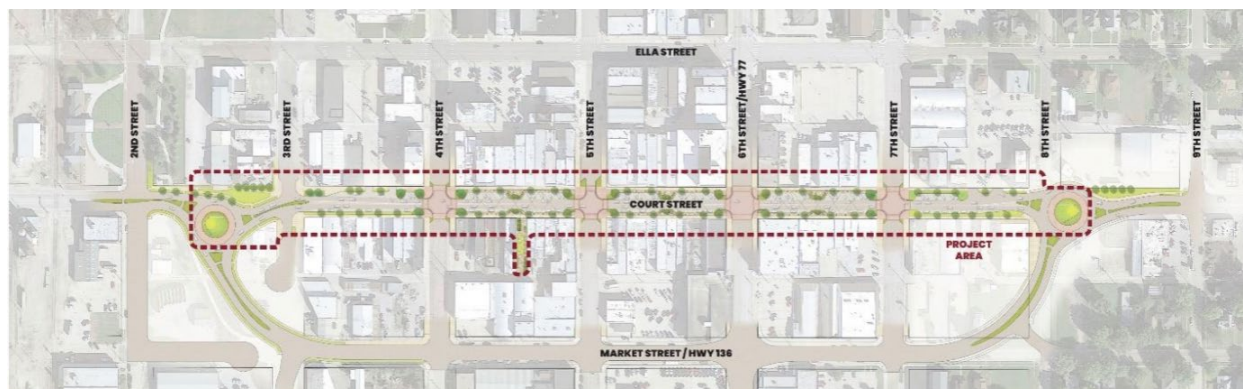 ELLA STREET
2ND STREET
3RD STREET
4TH STREET
5TH STREET
6TH STREET/HWY 77
7TH STREET
8TH STREET
9TH STREET
COURT STREET
PROJECT
AREA
MARKET STREET / HWY 136